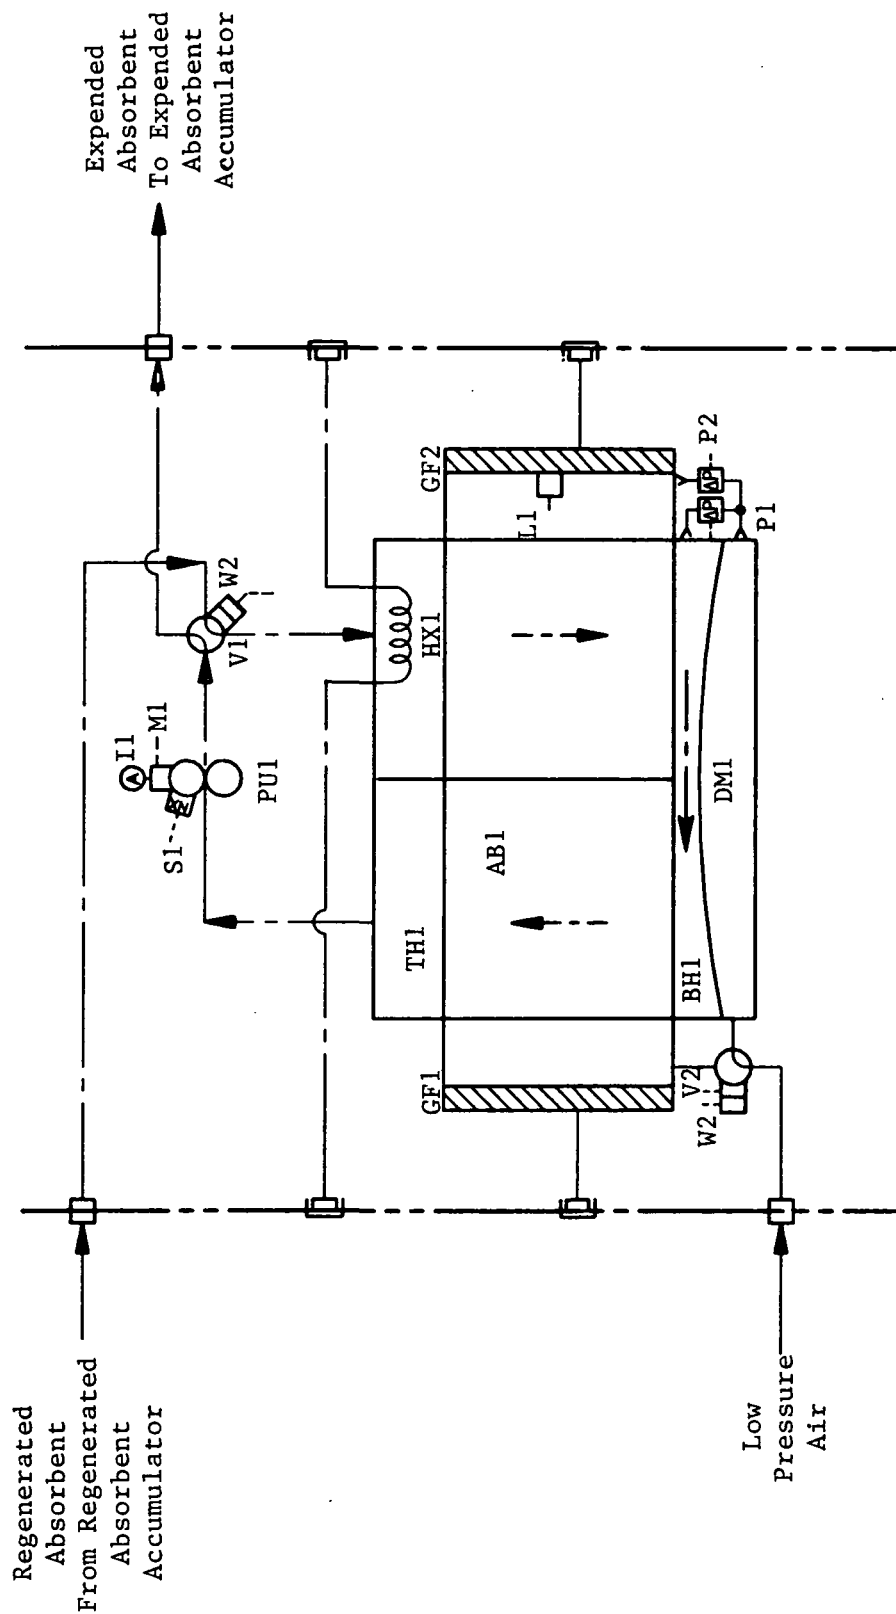 Regenerated
Absorbent
From Regenerated
Absorbent
Accumulator
Expended
Absorbent
To Expended
Absorbent
Accumulator
I1
A
M1
S1
PU1
V1
W2
HX1
TH1
AB1
GF1
GF2
L1
ΔP
ΔP
P2
P1
BH1
DM1
V2
W2
Low
Pressure
Air